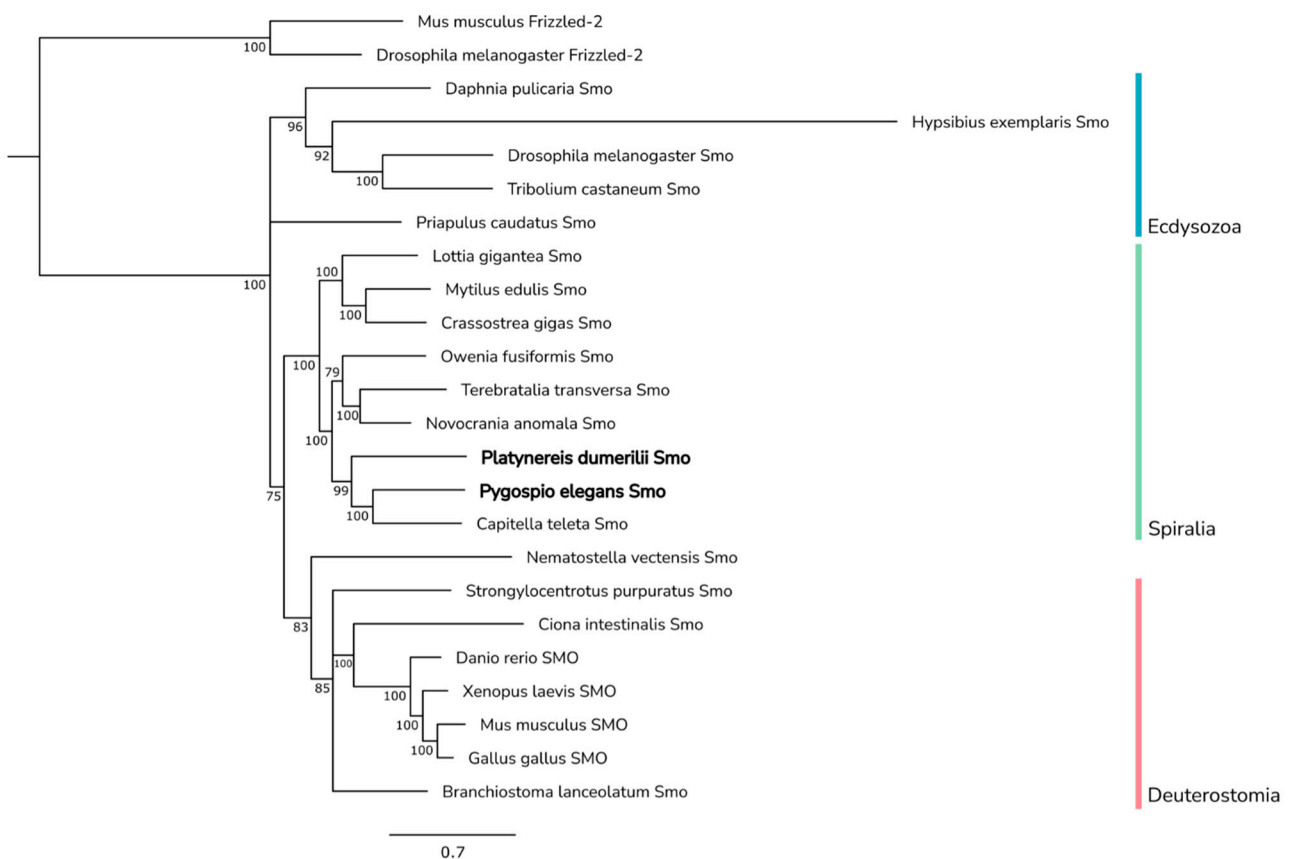 Mus musculus Frizzled-2
100
Drosophila melanogaster Frizzled-2
Daphnia pulicaria Smo
96
Hypsibius exemplaris Smo
92
Drosophila melanogaster Smo
100
Tribolium castaneum Smo
Priapulus caudatus Smo
Ecdysozoa
Lottia gigantea Smo
100
100
Mytilus edulis Smo
100
Crassostrea gigas Smo
Owenia fusiformis Smo
100
79
Terebratalia transversa Smo
100
Novocrania anomala Smo
100
Platynereis dumerilii Smo
99
Pygospio elegans Smo
75
100
Capitella teleta Smo
Spiralia
Nematostella vectensis Smo
Strongylocentrotus purpuratus Smo
83
Ciona intestinalis Smo
100
Danio rerio SMO
85
100
Xenopus laevis SMO
100
Mus musculus SMO
100
Gallus gallus SMO
Branchiostoma lanceolatum Smo
Deuterostomia
0.7